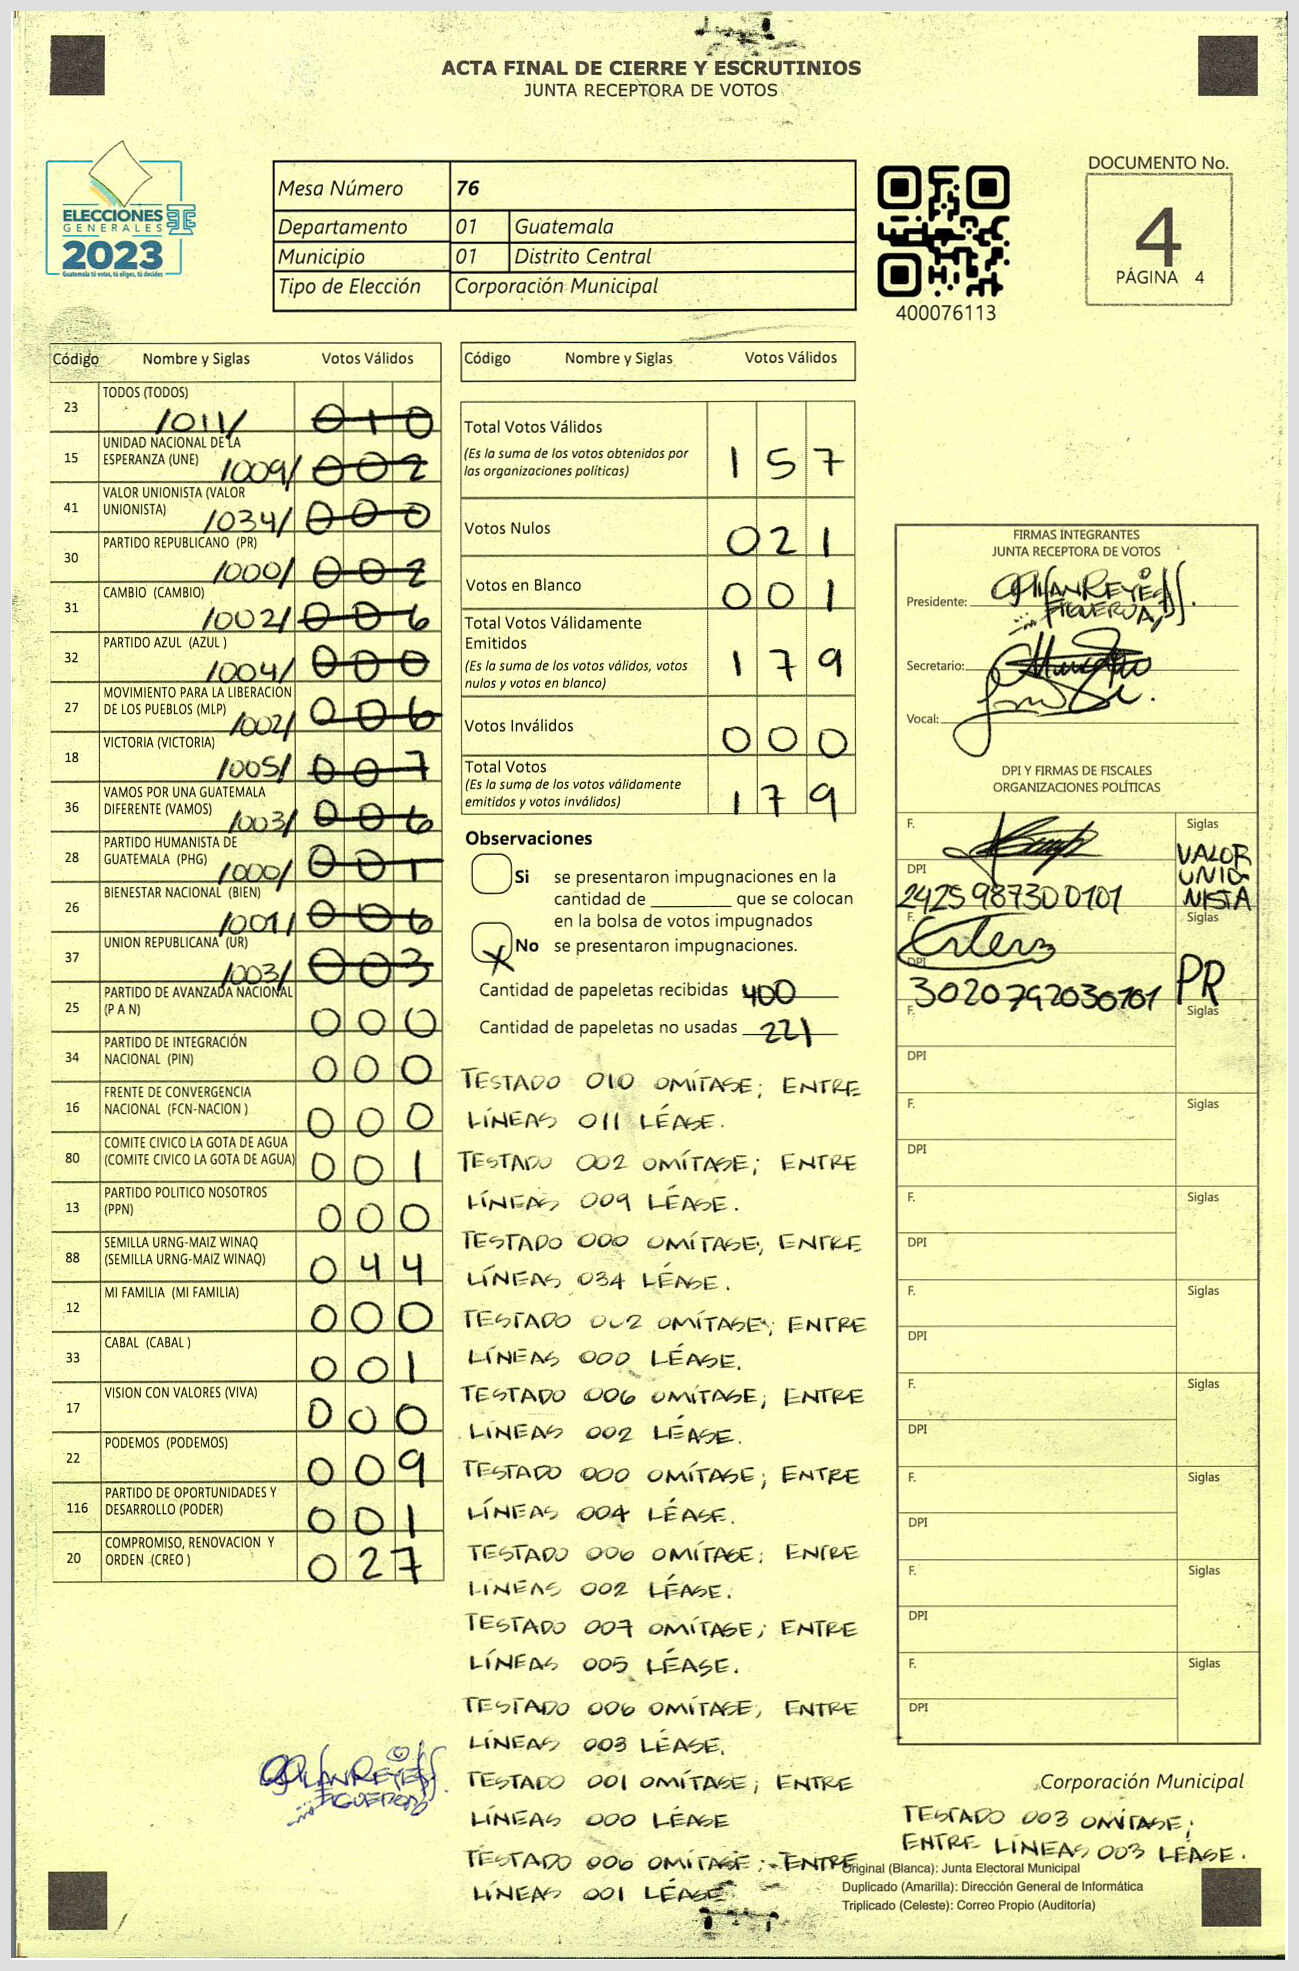 ACTA FINAL DE CIERRE Y ESCRUTINIOS
JUNTA RECEPTORA DE VOTOS
ELECCIONES
GENERALES
2023
Guatemala tú votas, tú eliges, tú decides
Mesa Número 76
Departamento 01 Guatemala
Municipio 01 Distrito Central
Tipo de Elección Corporación Municipal
400076113
DOCUMENTO No.
4
PÁGINA 4
Código Nombre y Siglas Votos Válidos
23 TODOS (TODOS) /011/ 010
15 UNIDAD NACIONAL DE LA
ESPERANZA (UNE) /009/ 002
41 VALOR UNIONISTA (VALOR
UNIONISTA) /034/ 000
30 PARTIDO REPUBLICANO (PR) /000/ 002
31 CAMBIO (CAMBIO) /002/ 006
32 PARTIDO AZUL (AZUL ) /004/ 000
27 MOVIMIENTO PARA LA LIBERACION
DE LOS PUEBLOS (MLP) /002/ 006
18 VICTORIA (VICTORIA) /005/ 007
36 VAMOS POR UNA GUATEMALA
DIFERENTE (VAMOS) /003/ 006
28 PARTIDO HUMANISTA DE
GUATEMALA (PHG) /000/ 001
26 BIENESTAR NACIONAL (BIEN) /001/ 006
37 UNION REPUBLICANA (UR) /003/ 003
25 PARTIDO DE AVANZADA NACIONAL
(P A N) 000
34 PARTIDO DE INTEGRACIÓN
NACIONAL (PIN) 000
16 FRENTE DE CONVERGENCIA
NACIONAL (FCN-NACION ) 000
80 COMITE CIVICO LA GOTA DE AGUA
(COMITE CIVICO LA GOTA DE AGUA) 001
13 PARTIDO POLITICO NOSOTROS
(PPN) 000
88 SEMILLA URNG-MAIZ WINAQ
(SEMILLA URNG-MAIZ WINAQ) 044
12 MI FAMILIA (MI FAMILIA) 000
33 CABAL (CABAL ) 001
17 VISION CON VALORES (VIVA) 000
22 PODEMOS (PODEMOS) 009
116 PARTIDO DE OPORTUNIDADES Y
DESARROLLO (PODER) 001
20 COMPROMISO, RENOVACION Y
ORDEN (CREO ) 027
Código Nombre y Siglas Votos Válidos
Total Votos Válidos
(Es la suma de los votos obtenidos por
las organizaciones políticas) 157
Votos Nulos 021
Votos en Blanco 001
Total Votos Válidamente
Emitidos
(Es la suma de los votos válidos, votos
nulos y votos en blanco) 179
Votos Inválidos 000
Total Votos
(Es la suma de los votos válidamente
emitidos y votos inválidos) 179
Observaciones
Si se presentaron impugnaciones en la
cantidad de ________ que se colocan
en la bolsa de votos impugnados
X No se presentaron impugnaciones.
Cantidad de papeletas recibidas 400
Cantidad de papeletas no usadas 221
TESTADO 010 OMÍTASE; ENTRE
LÍNEAS 011 LÉASE.
TESTADO 002 OMÍTASE; ENTRE
LÍNEAS 009 LÉASE.
TESTADO 000 OMÍTASE; ENTRE
LÍNEAS 034 LÉASE.
TESTADO 002 OMÍTASE; ENTRE
LÍNEAS 000 LÉASE.
TESTADO 006 OMÍTASE; ENTRE
LÍNEAS 002 LÉASE.
TESTADO 000 OMÍTASE; ENTRE
LÍNEAS 004 LÉASE.
TESTADO 006 OMÍTASE; ENTRE
LÍNEAS 002 LÉASE.
TESTADO 007 OMÍTASE; ENTRE
LÍNEAS 005 LÉASE.
TESTADO 006 OMÍTASE, ENTRE
LÍNEAS 003 LÉASE.
TESTADO 001 OMÍTASE; ENTRE
LÍNEAS 000 LÉASE
TESTADO 006 OMÍTASE; ENTRE
LÍNEAS 001 LÉASE
FIRMAS INTEGRANTES
JUNTA RECEPTORA DE VOTOS
Presidente:
FIGUEROA
Secretario:
Vocal:
DPI Y FIRMAS DE FISCALES
ORGANIZACIONES POLÍTICAS
F. Siglas
VALOR
UNIO
NISTA
DPI
2425987300101
F. Siglas
PR
DPI
3020792030101
F. Siglas
DPI
F. Siglas
DPI
F. Siglas
DPI
F. Siglas
DPI
F. Siglas
DPI
F. Siglas
DPI
F. Siglas
DPI
F. Siglas
DPI
FIGUEROA
Corporación Municipal
TESTADO 003 OMÍTASE;
ENTRE LÍNEAS 003 LÉASE.
Original (Blanca): Junta Electoral Municipal
Duplicado (Amarilla): Dirección General de Informática
Triplicado (Celeste): Correo Propio (Auditoría)